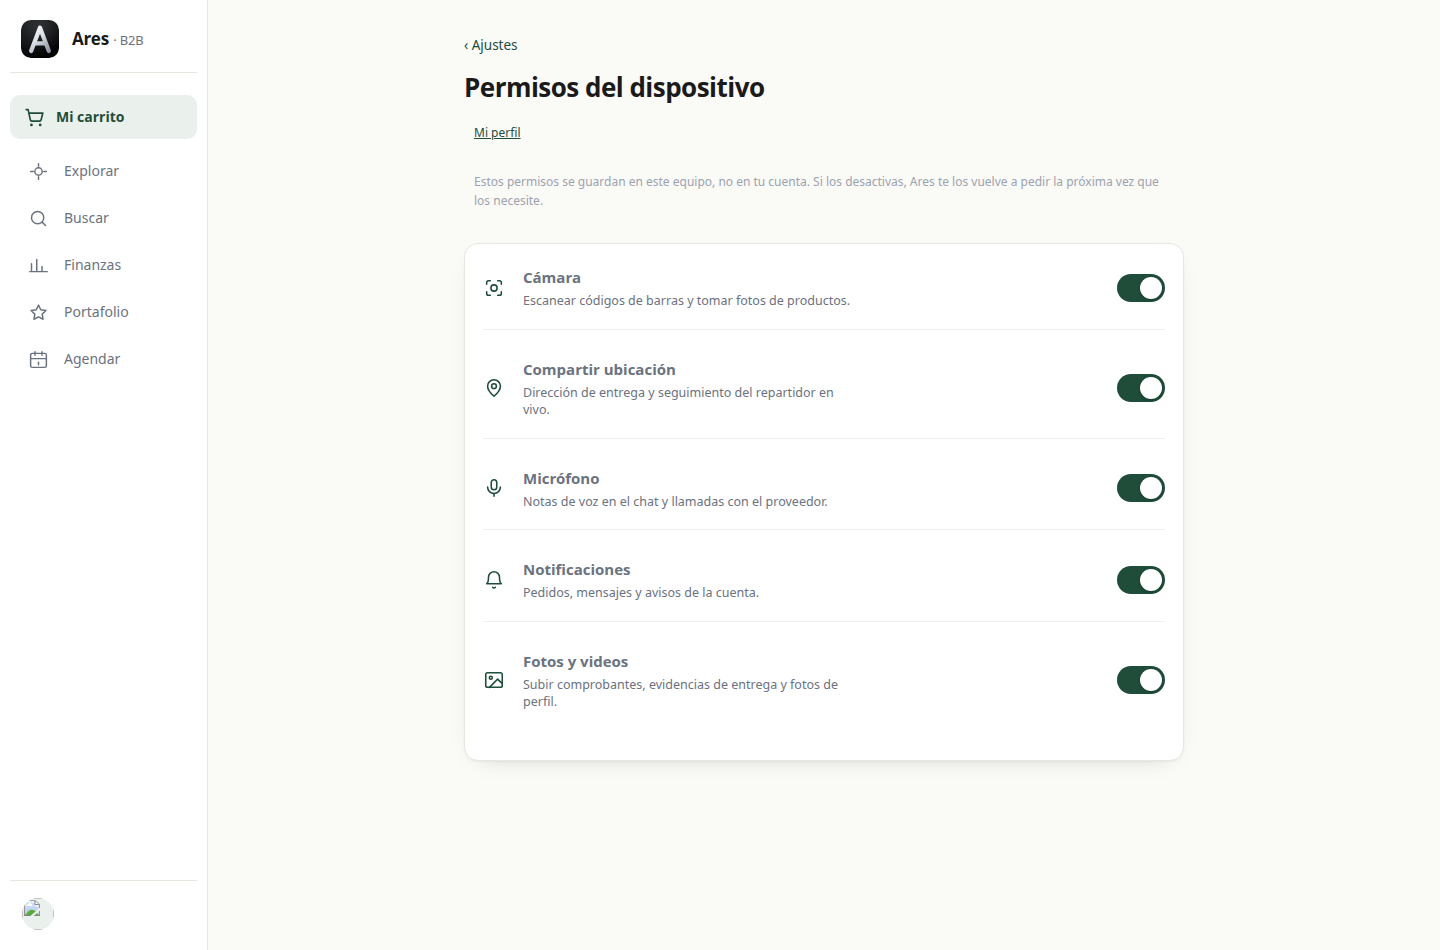 Ares · B2B
Mi carrito
Explorar
Buscar
Finanzas
Portafolio
Agendar
‹ Ajustes
Permisos del dispositivo
Mi perfil
Estos permisos se guardan en este equipo, no en tu cuenta. Si los desactivas, Ares te los vuelve a pedir la próxima vez que
los necesite.
Cámara
Escanear códigos de barras y tomar fotos de productos.
Compartir ubicación
Dirección de entrega y seguimiento del repartidor en
vivo.
Micrófono
Notas de voz en el chat y llamadas con el proveedor.
Notificaciones
Pedidos, mensajes y avisos de la cuenta.
Fotos y videos
Subir comprobantes, evidencias de entrega y fotos de
perfil.